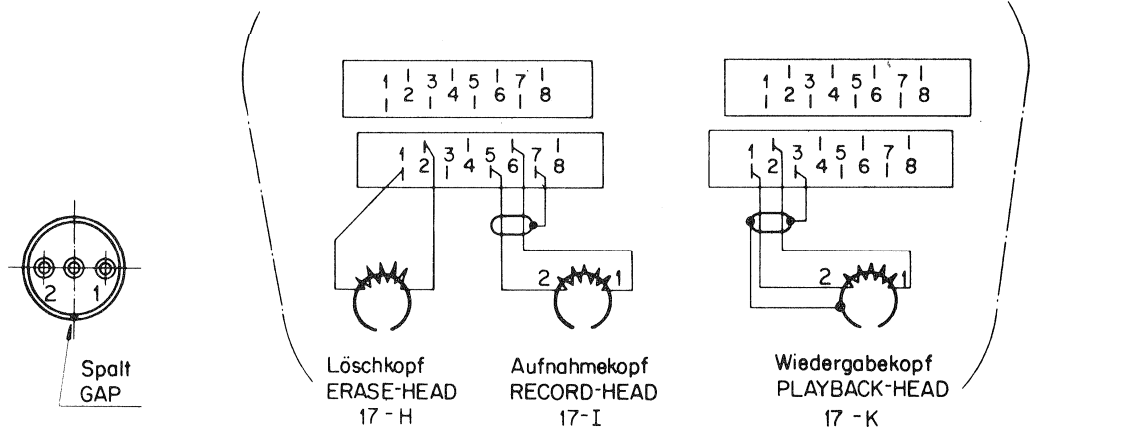 1 2 3 4 5 6 7 8
1 2 3 4 5 6 7 8
1 2 3 4 5 6 7 8
1 2 3 4 5 6 7 8
2 1
2 1
2 1
Spalt
GAP
Löschkopf
ERASE-HEAD
17-H
Aufnahmekopf
RECORD-HEAD
17-I
Wiedergabekopf
PLAYBACK-HEAD
17-K